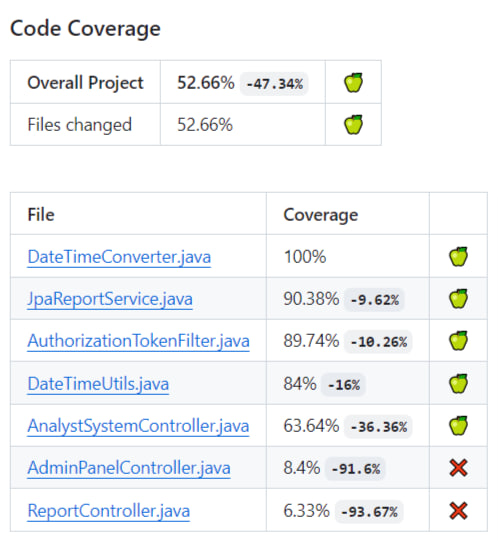 Code Coverage
Overall Project 52.66% -47.34%
Files changed 52.66%
File Coverage
DateTimeConverter.java 100%
JpaReportService.java 90.38% -9.62%
AuthorizationTokenFilter.java 89.74% -10.26%
DateTimeUtils.java 84% -16%
AnalystSystemController.java 63.64% -36.36%
AdminPanelController.java 8.4% -91.6%
ReportController.java 6.33% -93.67%